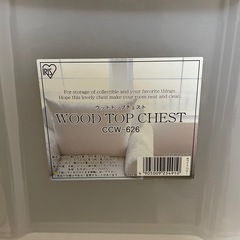 IRIS
For storage of collectible and your favorite things.
Hope this lovely chest make your room neat and clean.
ウッドトップチェスト
WOOD TOP CHEST
CCW-626